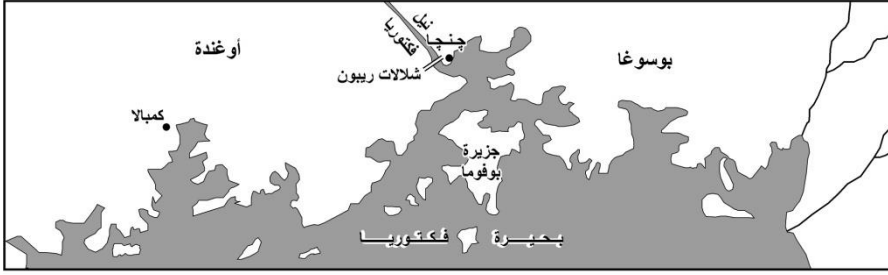 نيل
فكتوريا
چنچا
شلالات ريبون
أوغندة
بوسوغا
كمبالا
جزيرة
بوفوما
بحيرة فكتوريا